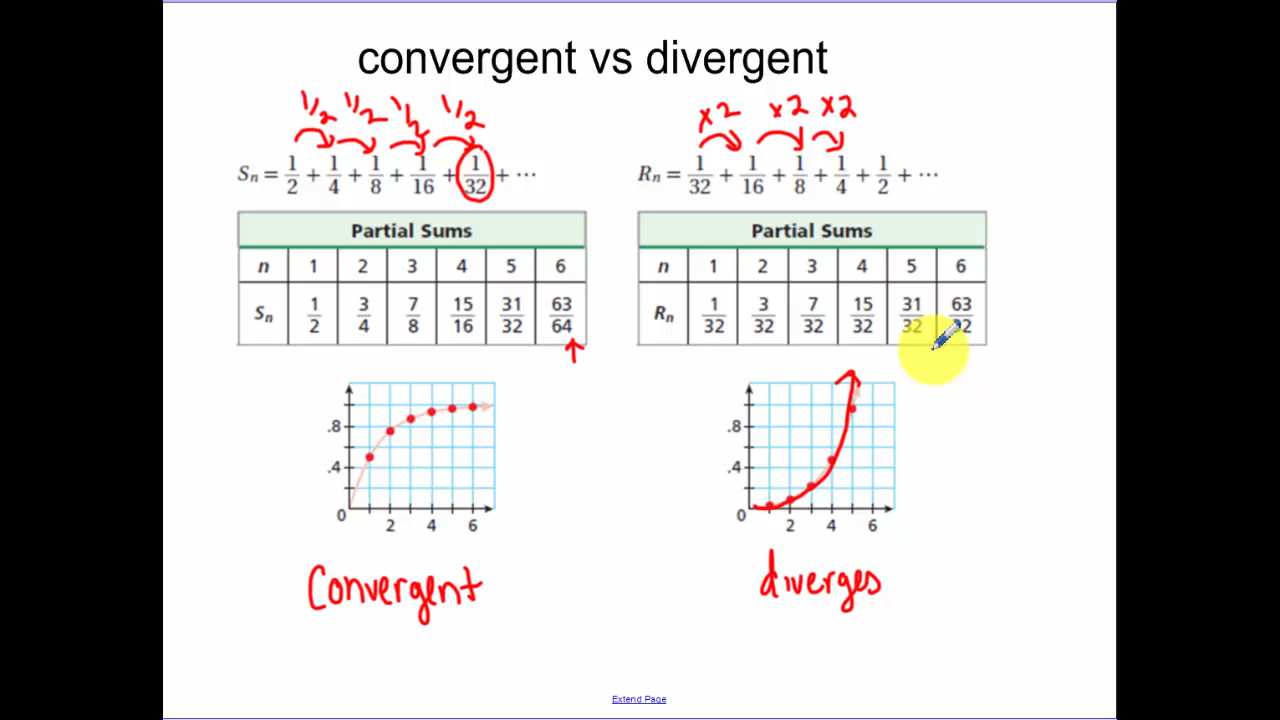 convergent vs divergent
1/2 1/2 1/2 1/2
Sn = 1/2 + 1/4 + 1/8 + 1/16 + 1/32 + ···
Partial Sums
n 1 2 3 4 5 6
Sn 1/2 3/4 7/8 15/16 31/32 63/64
.8
.4
0 2 4 6
Convergent
x2 x2 x2
Rn = 1/32 + 1/16 + 1/8 + 1/4 + 1/2 + ···
Partial Sums
n 1 2 3 4 5 6
Rn 1/32 3/32 7/32 15/32 31/32 63/32
.8
.4
0 2 4 6
diverges
Extend Page